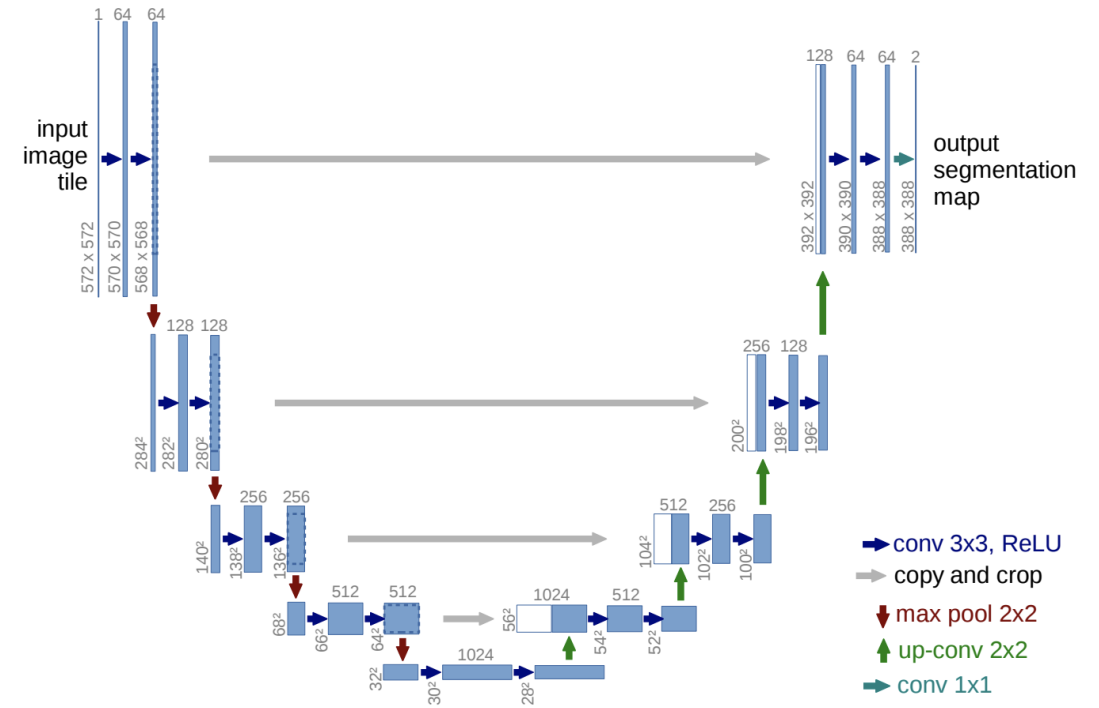 1 64 64
128 64 64 2
input
image
tile
output
segmentation
map
572 x 572
570 x 570
568 x 568
392 x 392
390 x 390
388 x 388
388 x 388
128 128
256 128
284²
282²
280²
200²
198²
196²
256 256
512 256
140²
138²
136²
104²
102²
100²
512 512
1024 512
68²
66²
64²
56²
54²
52²
1024
32²
30²
28²
conv 3x3, ReLU
copy and crop
max pool 2x2
up-conv 2x2
conv 1x1